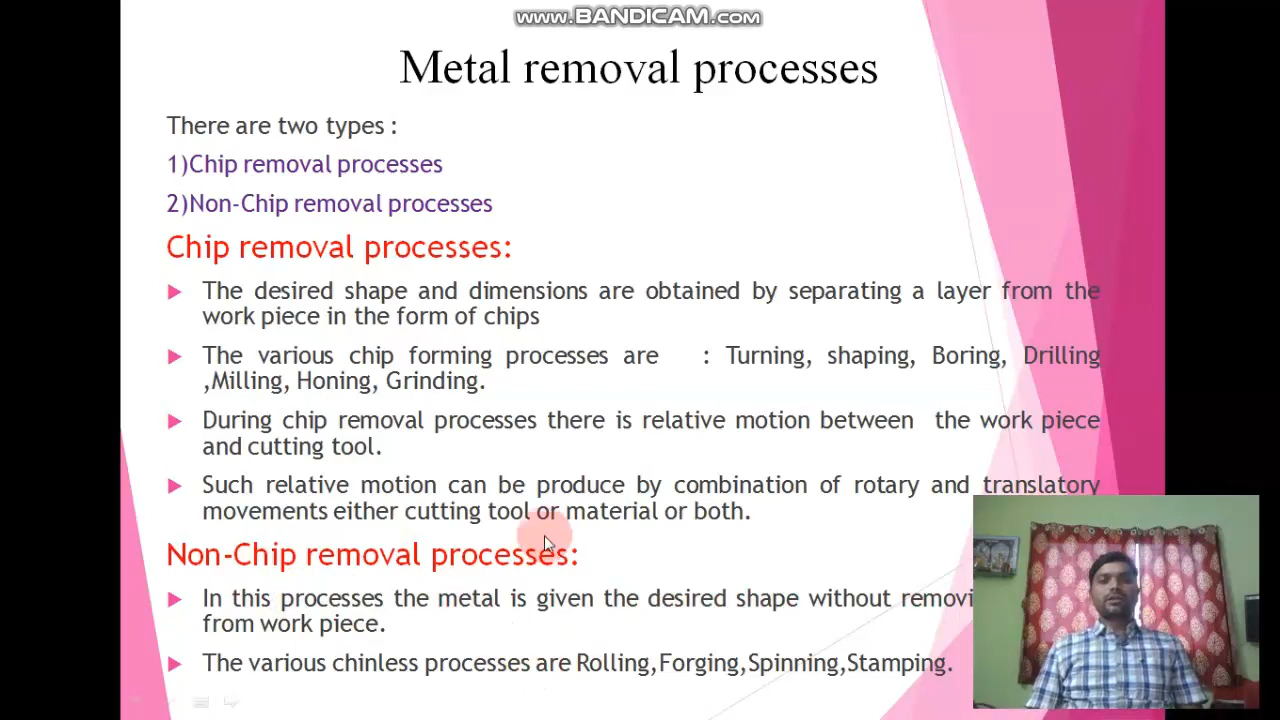 www.BANDICAM.com
Metal removal processes
There are two types :
1)Chip removal processes
2)Non-Chip removal processes
Chip removal processes:
The desired shape and dimensions are obtained by separating a layer from the
work piece in the form of chips
The various chip forming processes are : Turning, shaping, Boring, Drilling
,Milling, Honing, Grinding.
During chip removal processes there is relative motion between the work piece
and cutting tool.
Such relative motion can be produce by combination of rotary and translatory
movements either cutting tool or material or both.
Non-Chip removal processes:
In this processes the metal is given the desired shape without removi
from work piece.
The various chinless processes are Rolling,Forging,Spinning,Stamping.